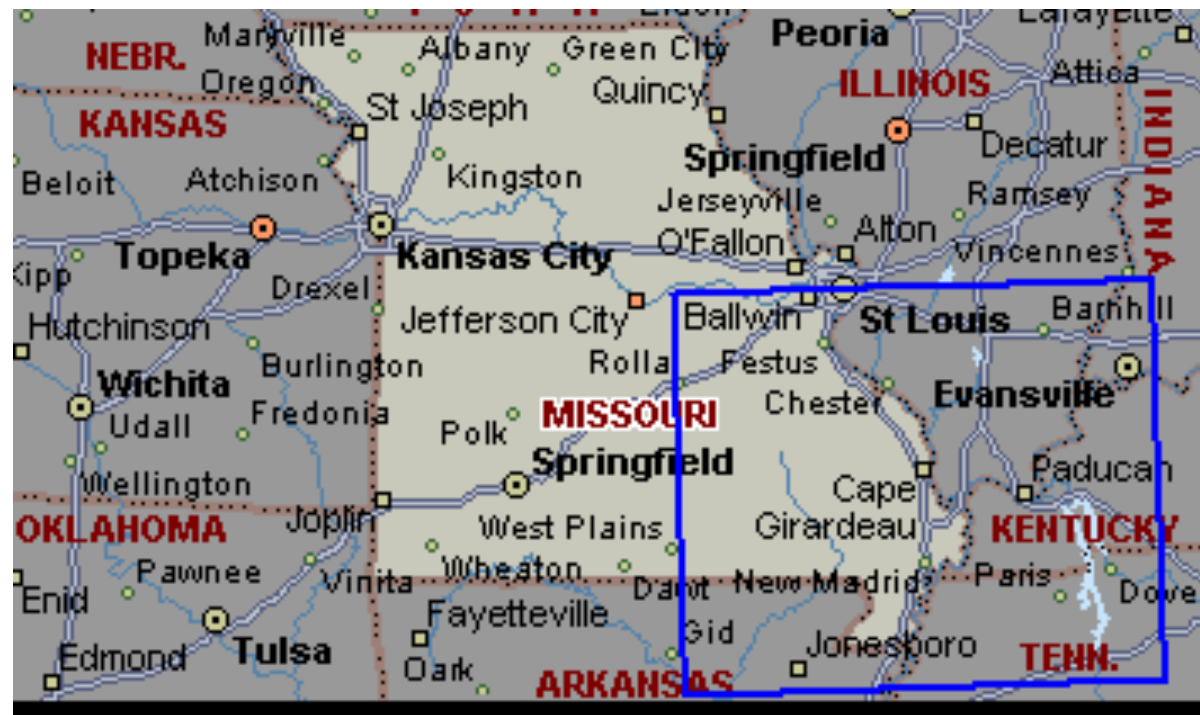 Maryville
NEBR.
Albany
Green City
Peoria
Lafayette
Oregon
St Joseph
Quincy
ILLINOIS
Attica
KANSAS
INDIANA
Beloit
Atchison
Kingston
Springfield
Decatur
Jerseyville
Ramsey
Topeka
Kansas City
O'Fallon
Alton
Vincennes
Kipp
Drexel
Hutchinson
Jefferson City
Ballwin
St Louis
Barnhill
Burlington
Rolla
Festus
Wichita
Fredonia
MISSOURI
Chester
Evansville
Udall
Polk
Springfield
Paducah
Wellington
Cape
Girardeau
OKLAHOMA
Joplin
West Plains
KENTUCKY
Pawnee
Vinita
Wheaton
New Madrid
Paris
Dove
Enid
Fayetteville
Gid
Tulsa
Edmond
Oark
Jonesboro
TENN.
ARKANSAS